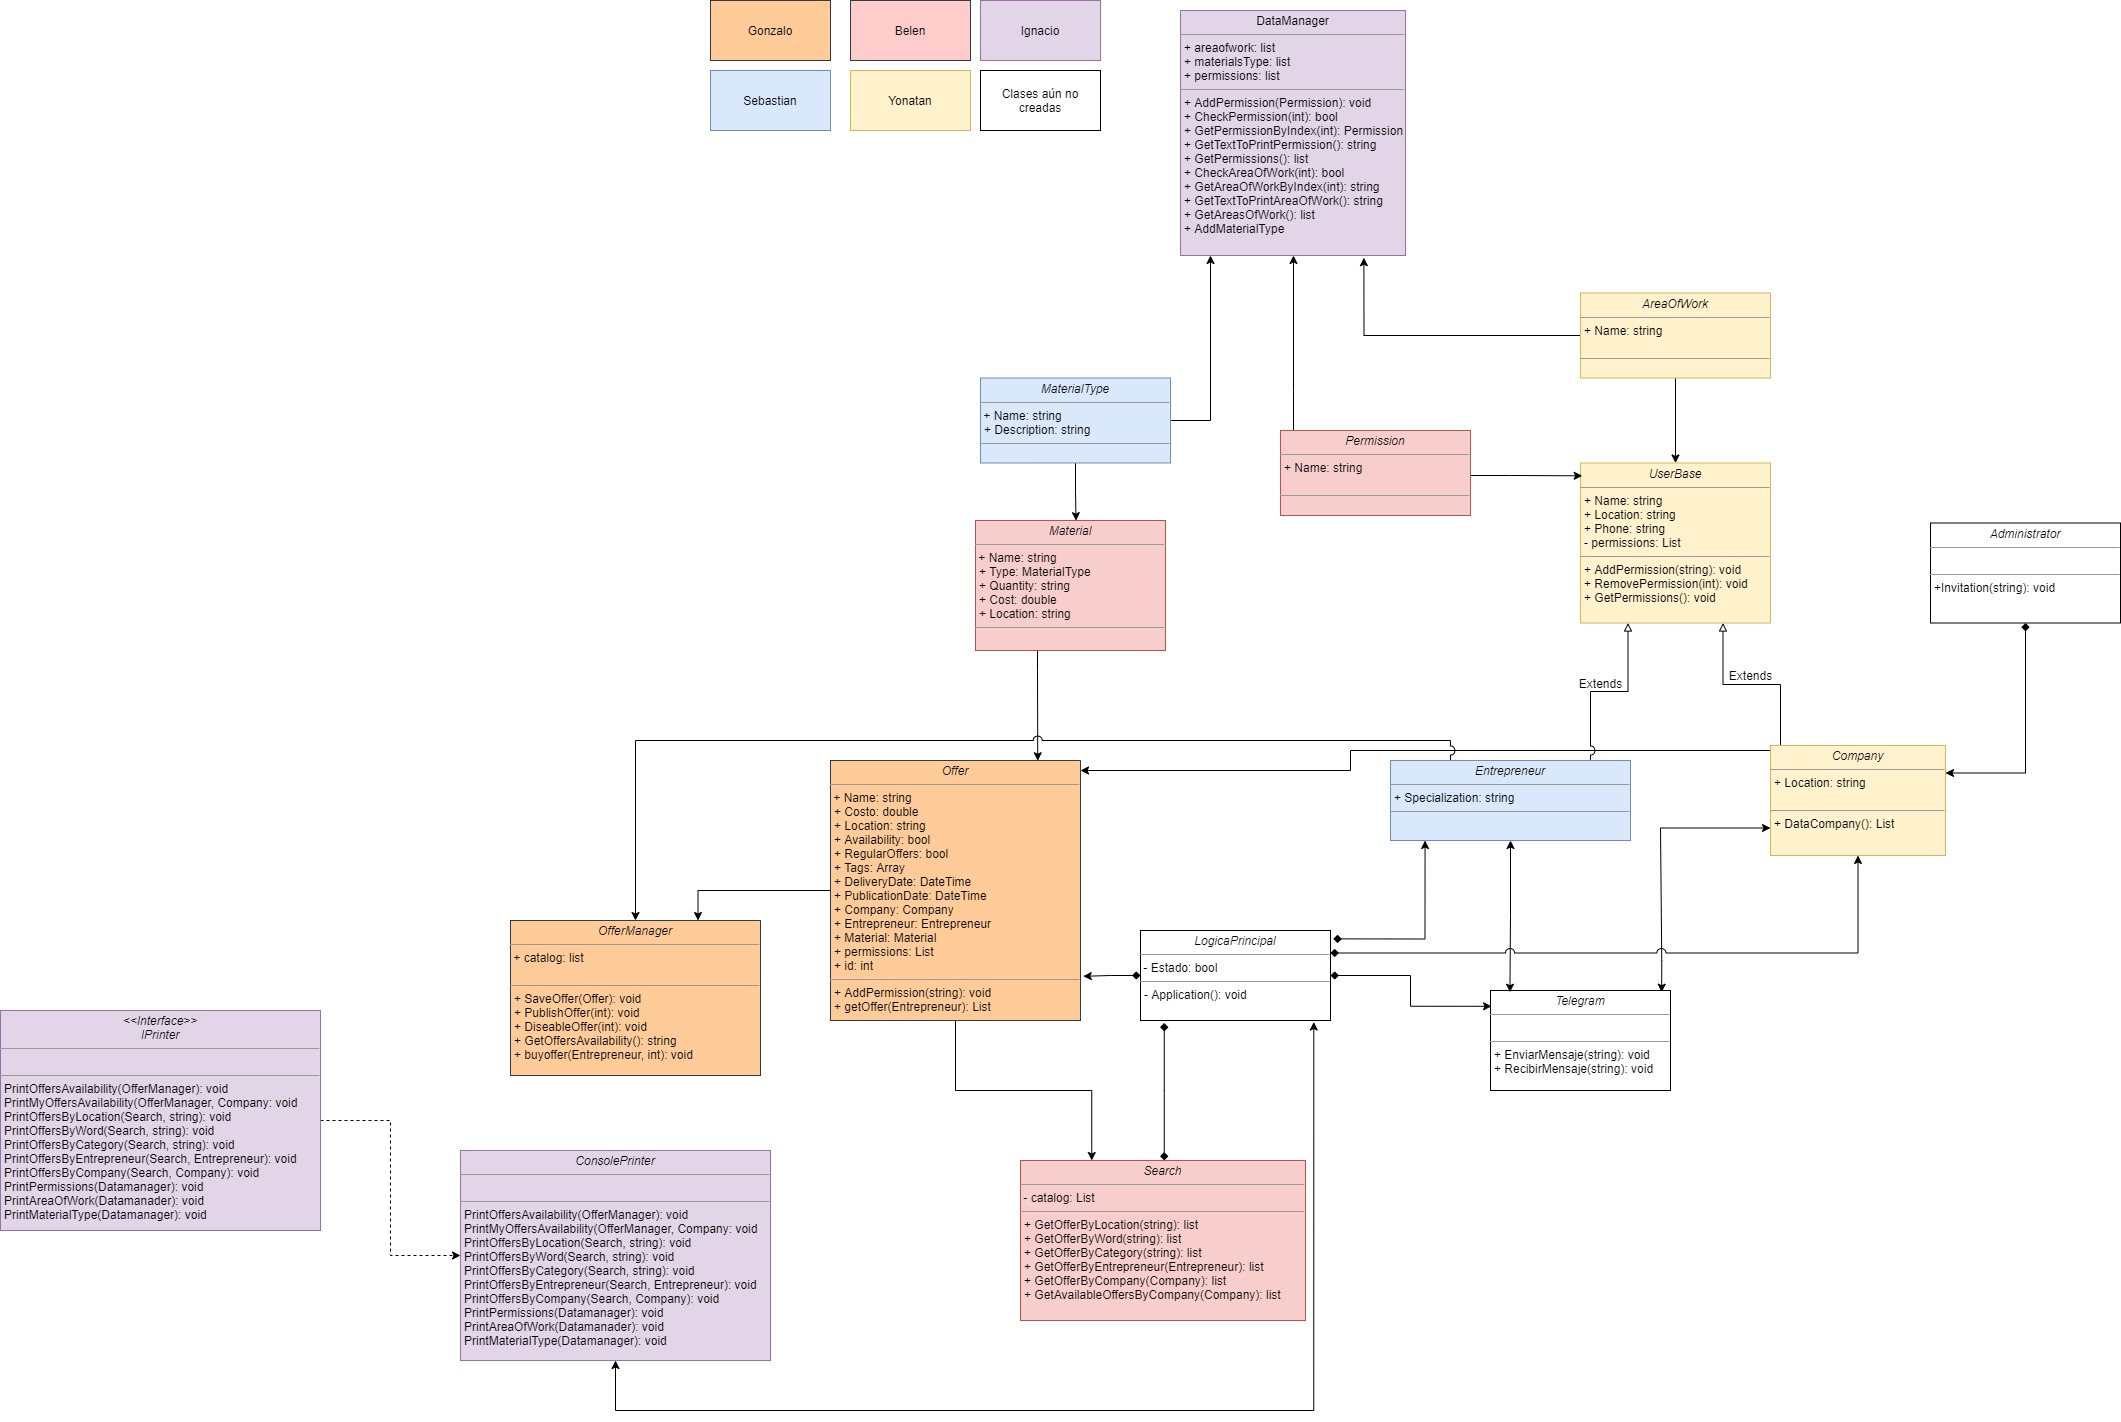 Gonzalo
Belen
Ignacio
Sebastian
Yonatan
Clases aún no
creadas
DataManager
+ areaofwork: list
+ materialsType: list
+ permissions: list
+ AddPermission(Permission): void
+ CheckPermission(int): bool
+ GetPermissionByIndex(int): Permission
+ GetTextToPrintPermission(): string
+ GetPermissions(): list
+ CheckAreaOfWork(int): bool
+ GetAreaOfWorkByIndex(int): string
+ GetTextToPrintAreaOfWork(): string
+ GetAreasOfWork(): list
+ AddMaterialType
AreaOfWork
+ Name: string
MaterialType
+ Name: string
+ Description: string
Permission
+ Name: string
UserBase
+ Name: string
+ Location: string
+ Phone: string
- permissions: List
+ AddPermission(string): void
+ RemovePermission(int): void
+ GetPermissions(): void
Administrator
+Invitation(string): void
Material
+ Name: string
+ Type: MaterialType
+ Quantity: string
+ Cost: double
+ Location: string
Extends
Extends
Offer
+ Name: string
+ Costo: double
+ Location: string
+ Availability: bool
+ RegularOffers: bool
+ Tags: Array
+ DeliveryDate: DateTime
+ PublicationDate: DateTime
+ Company: Company
+ Entrepreneur: Entrepreneur
+ Material: Material
+ permissions: List
+ id: int
+ AddPermission(string): void
+ getOffer(Entrepreneur): List
Entrepreneur
+ Specialization: string
Company
+ Location: string
+ DataCompany(): List
OfferManager
+ catalog: list
+ SaveOffer(Offer): void
+ PublishOffer(int): void
+ DiseableOffer(int): void
+ GetOffersAvailability(): string
+ buyoffer(Entrepreneur, int): void
LogicaPrincipal
- Estado: bool
- Application(): void
Telegram
+ EnviarMensaje(string): void
+ RecibirMensaje(string): void
<<Interface>>
IPrinter
PrintOffersAvailability(OfferManager): void
PrintMyOffersAvailability(OfferManager, Company: void
PrintOffersByLocation(Search, string): void
PrintOffersByWord(Search, string): void
PrintOffersByCategory(Search, string): void
PrintOffersByEntrepreneur(Search, Entrepreneur): void
PrintOffersByCompany(Search, Company): void
PrintPermissions(Datamanager): void
PrintAreaOfWork(Datamanader): void
PrintMaterialType(Datamanager): void
ConsolePrinter
PrintOffersAvailability(OfferManager): void
PrintMyOffersAvailability(OfferManager, Company: void
PrintOffersByLocation(Search, string): void
PrintOffersByWord(Search, string): void
PrintOffersByCategory(Search, string): void
PrintOffersByEntrepreneur(Search, Entrepreneur): void
PrintOffersByCompany(Search, Company): void
PrintPermissions(Datamanager): void
PrintAreaOfWork(Datamanader): void
PrintMaterialType(Datamanager): void
Search
- catalog: List
+ GetOfferByLocation(string): list
+ GetOfferByWord(string): list
+ GetOfferByCategory(string): list
+ GetOfferByEntrepreneur(Entrepreneur): list
+ GetOfferByCompany(Company): list
+ GetAvailableOffersByCompany(Company): list